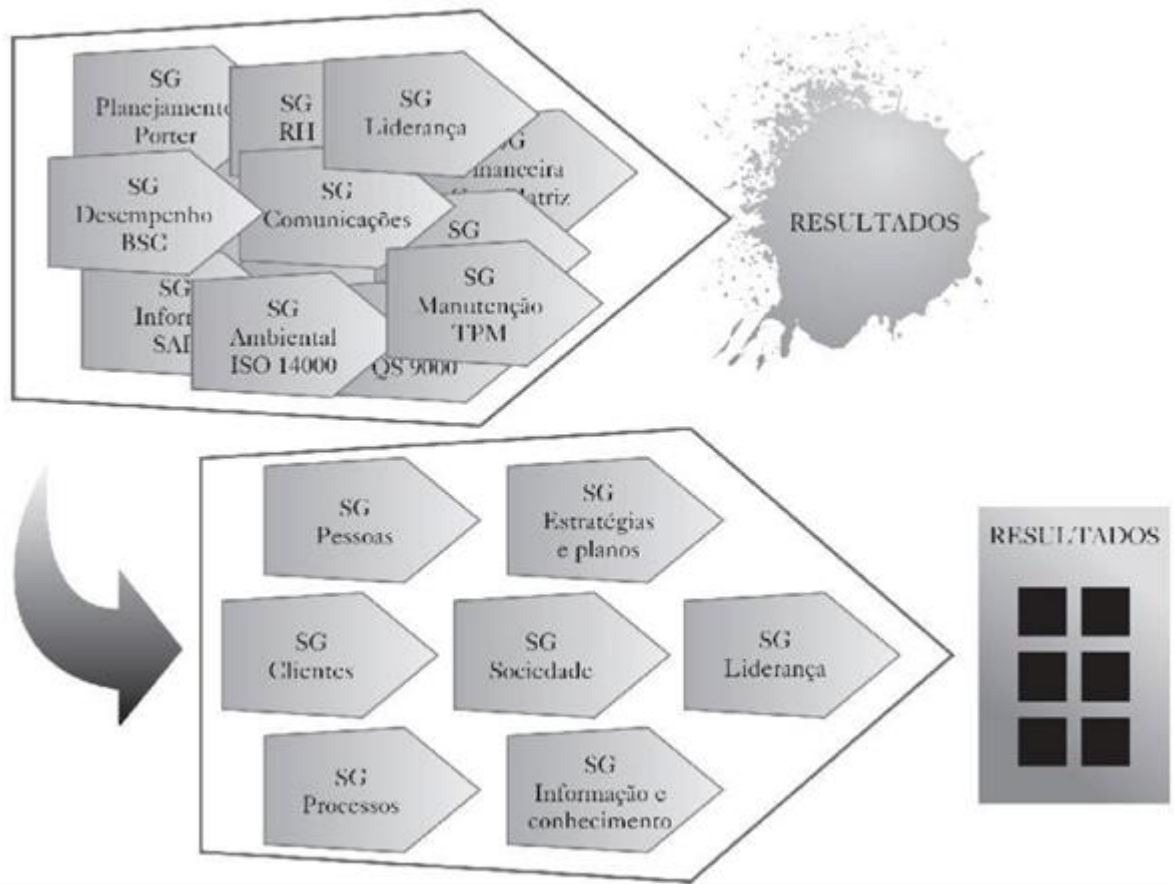 SG
Planejamento
Porter
SG
RH
SG
Liderança
SG
Desempenho
BSC
SG
Comunicações
SG
SG
SG
Ambiental
ISO 14000
SG
Manutenção
TPM
QS 9000
RESULTADOS
SG
Pessoas
SG
Estratégias
e planos
SG
Clientes
SG
Sociedade
SG
Liderança
SG
Processos
SG
Informação e
conhecimento
RESULTADOS